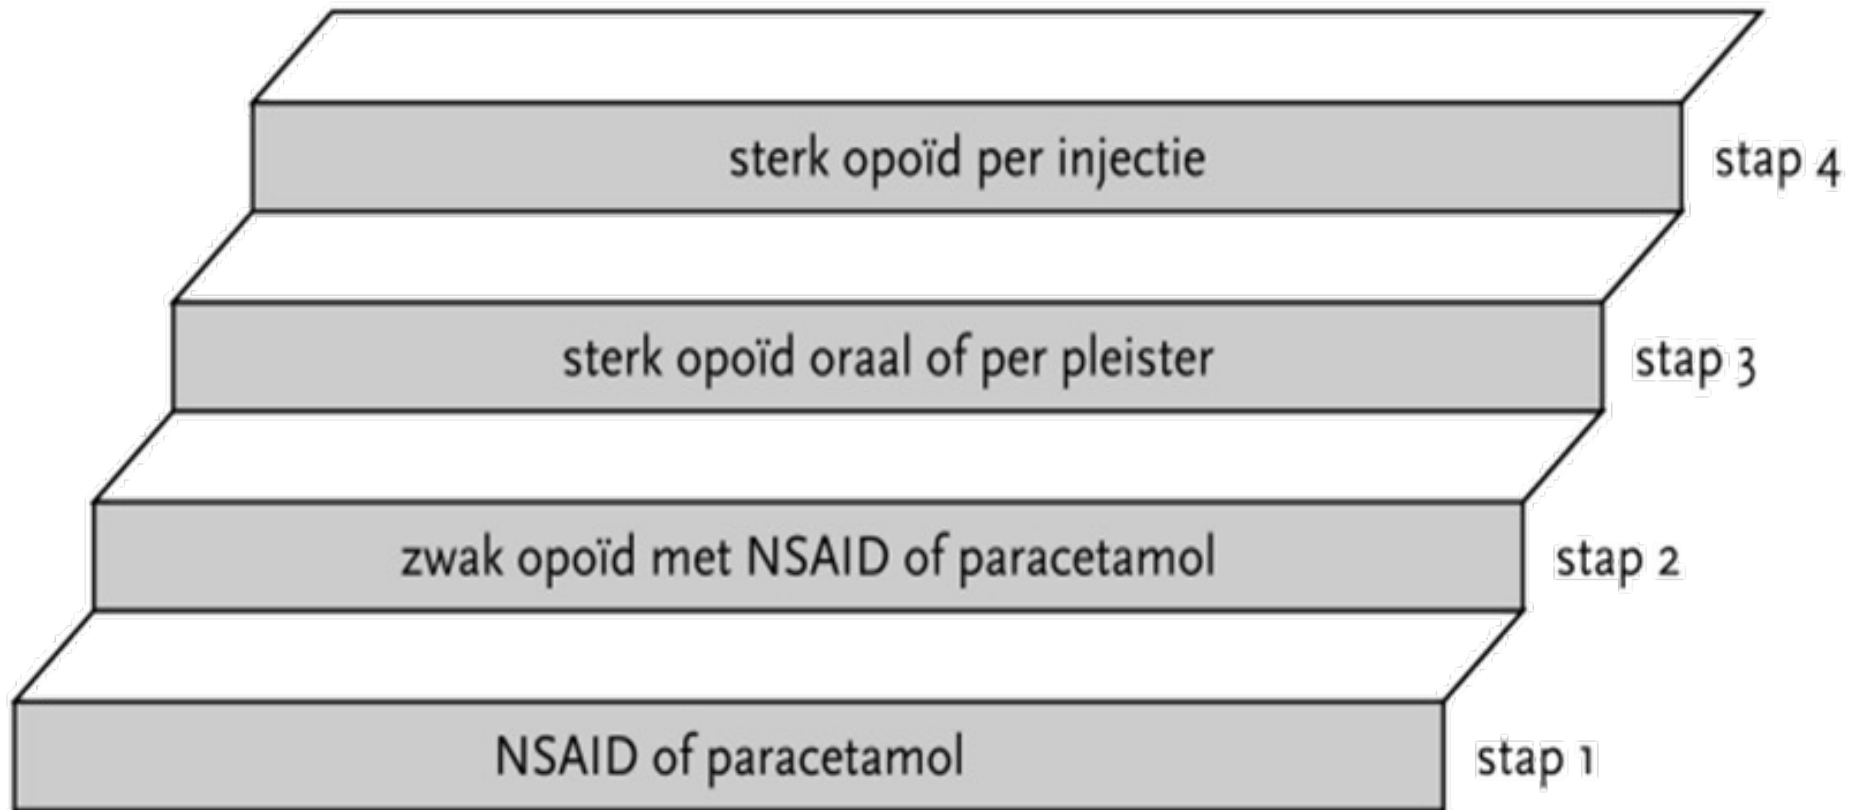 sterk opoïd per injectie stap 4
sterk opoïd oraal of per pleister stap 3
zwak opoïd met NSAID of paracetamol stap 2
NSAID of paracetamol stap 1